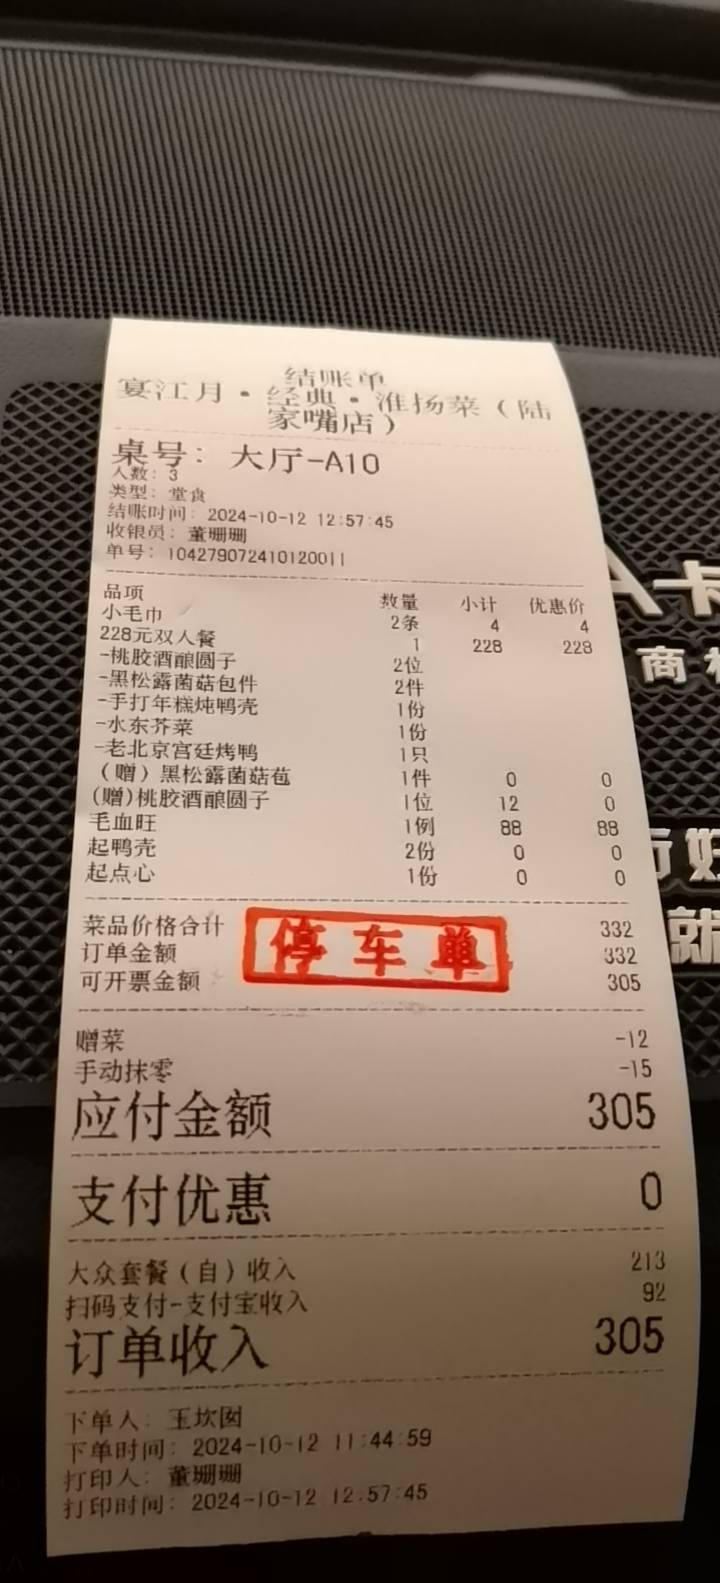 结账单
宴江月·经典·淮扬菜（陆
家嘴店）
桌号：大厅-A10
人数：3
类型：堂食
结账时间：2024-10-12 12:57:45
收银员：董珊珊
单号：104279072410120011
品项 数量 小计 优惠价
小毛巾 2条 4 4
228元双人餐 1 228 228
-桃胶酒酿圆子 2位
-黑松露菌菇包件 2件
-手打年糕炖鸭壳 1份
-水东芥菜 1份
-老北京宫廷烤鸭 1只
（赠）黑松露菌菇苞 1件 0 0
(赠)桃胶酒酿圆子 1位 12 0
毛血旺 1例 88 88
起鸭壳 2份 0 0
起点心 1份 0 0
菜品价格合计 332
订单金额 332
可开票金额 305
停车单
赠菜 -12
手动抹零 -15
应付金额 305
支付优惠 0
大众套餐（自）收入 213
扫码支付-支付宝收入 92
订单收入 305
下单人：王坎囡
下单时间：2024-10-12 11:44:59
打印人：董珊珊
打印时间：2024-10-12 12:57:45
A卡
商
好
就